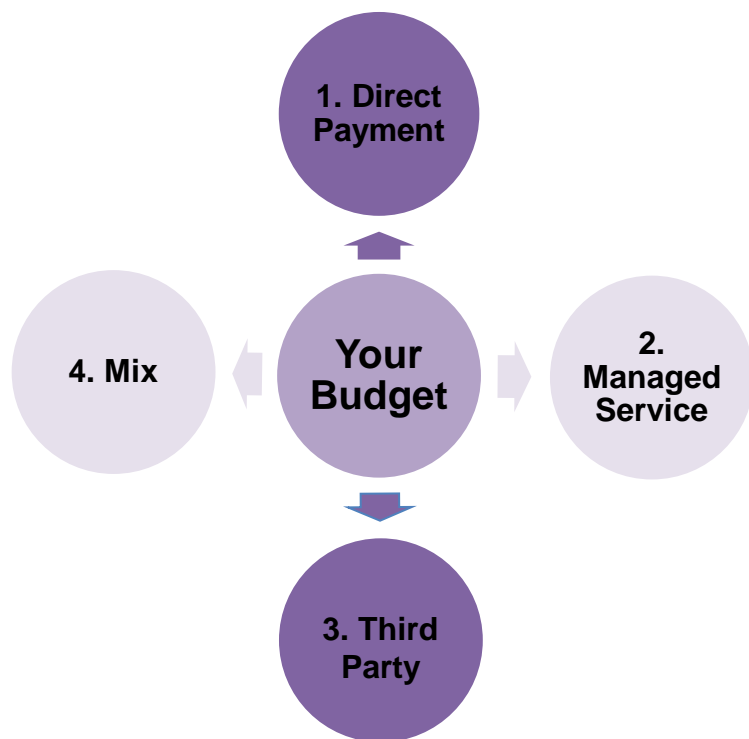 1. Direct
Payment
Your
Budget
2.
Managed
Service
3. Third
Party
4. Mix